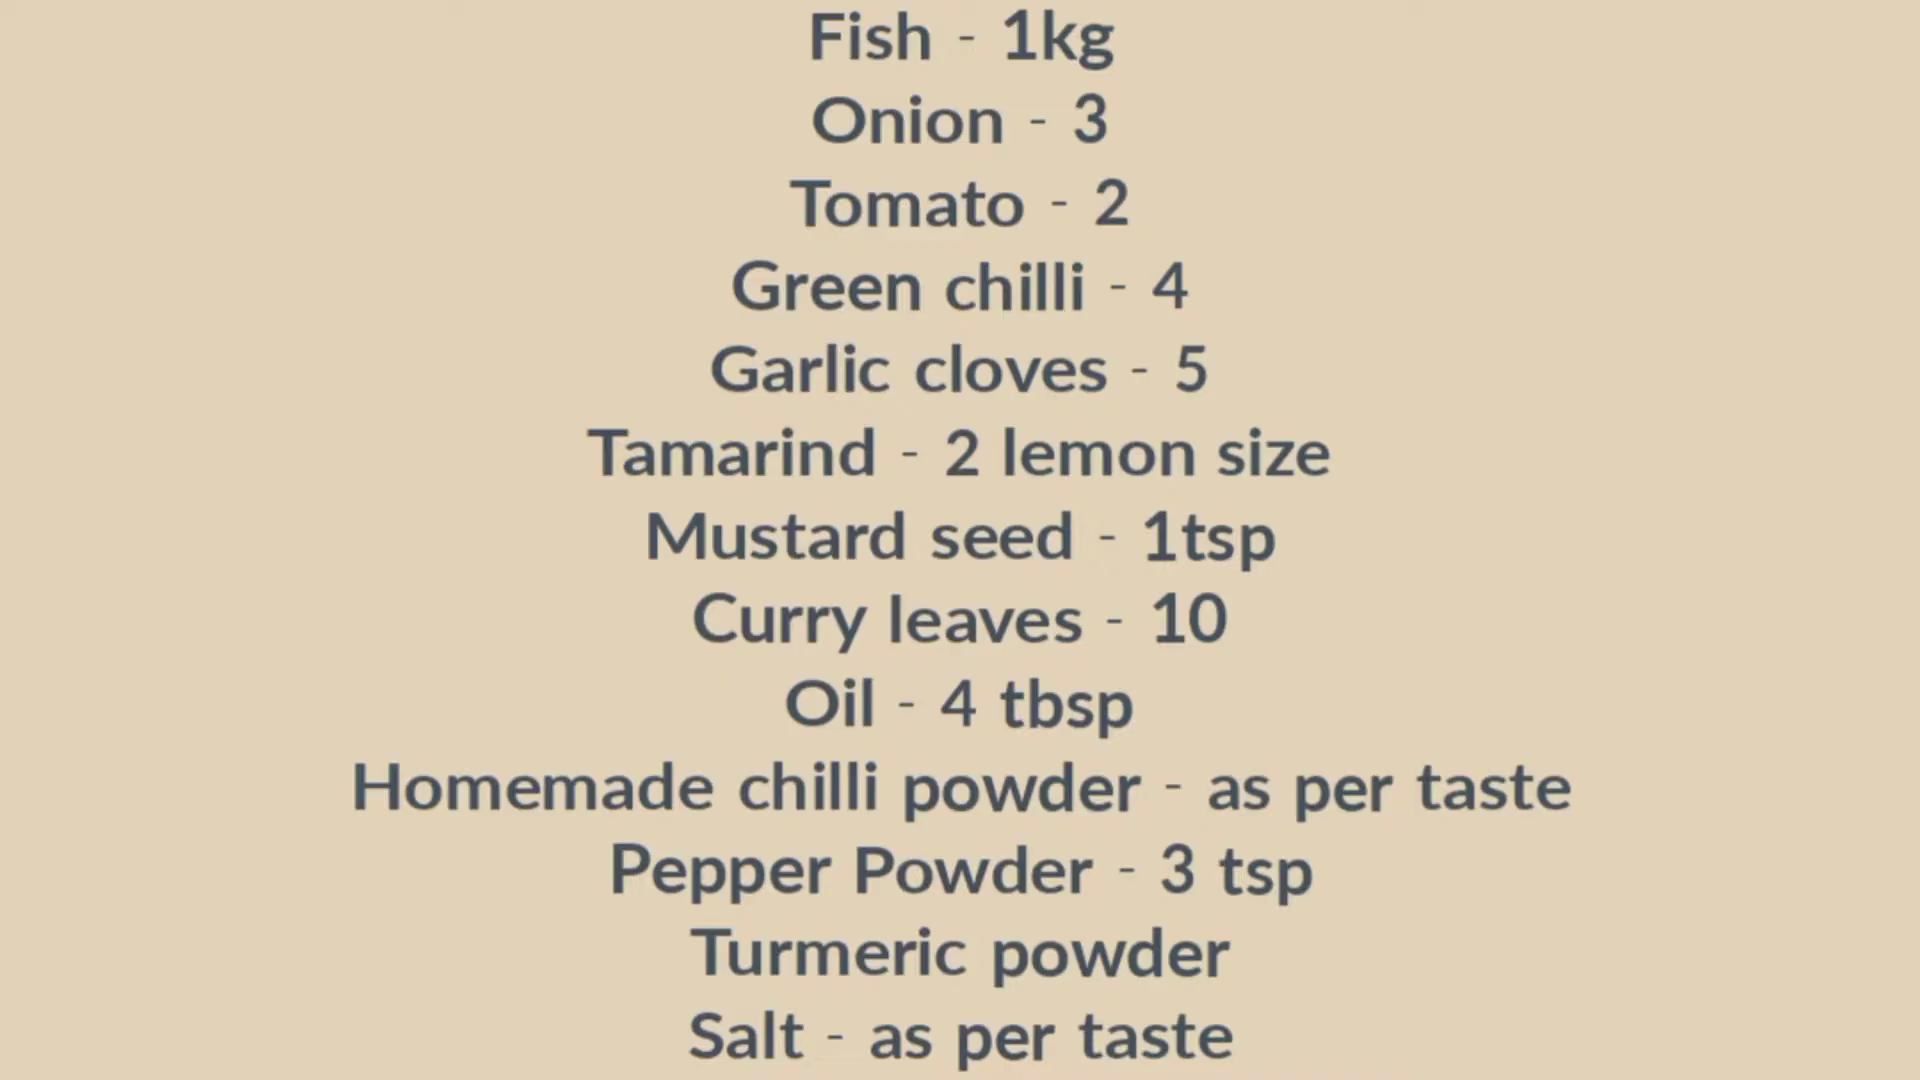 Fish - 1kg
Onion - 3
Tomato - 2
Green chilli - 4
Garlic cloves - 5
Tamarind - 2 lemon size
Mustard seed - 1tsp
Curry leaves - 10
Oil - 4 tbsp
Homemade chilli powder - as per taste
Pepper Powder - 3 tsp
Turmeric powder
Salt - as per taste